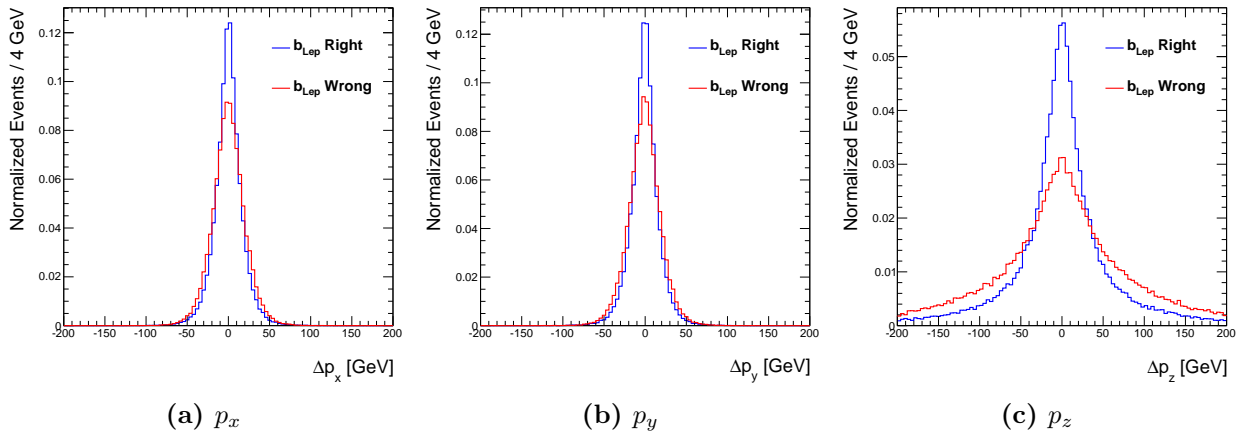 Normalized Events / 4 GeV
0.12
0.1
0.08
0.06
0.04
0.02
0
-200 -150 -100 -50 0 50 100 150 200
b_Lep Right
b_Lep Wrong
Δp_x [GeV]
(a) p_x
Normalized Events / 4 GeV
0.12
0.1
0.08
0.06
0.04
0.02
0
-200 -150 -100 -50 0 50 100 150 200
b_Lep Right
b_Lep Wrong
Δp_y [GeV]
(b) p_y
Normalized Events / 4 GeV
0.05
0.04
0.03
0.02
0.01
0
-200 -150 -100 -50 0 50 100 150 200
b_Lep Right
b_Lep Wrong
Δp_z [GeV]
(c) p_z